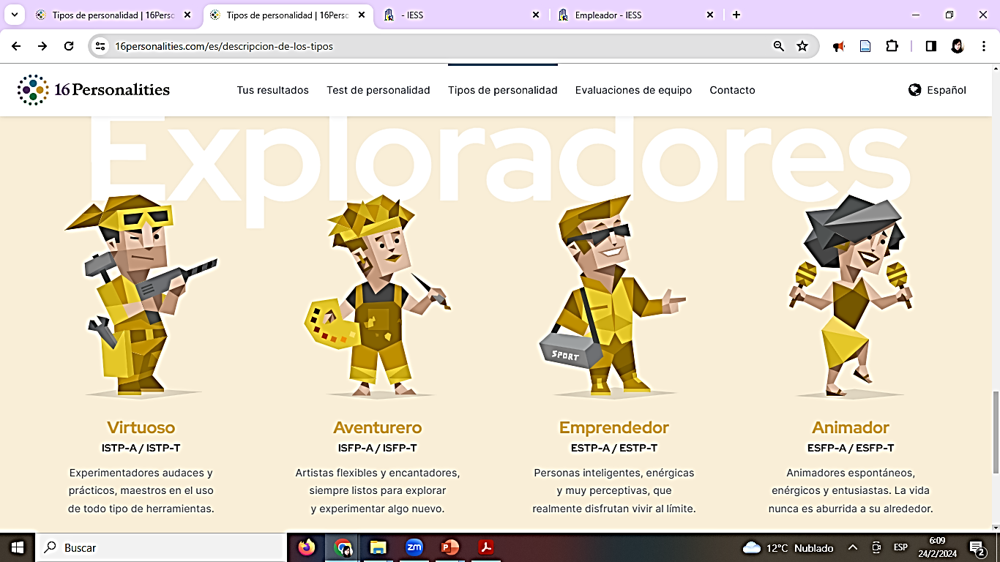 Tipos de personalidad | 16Perso
Tipos de personalidad | 16Perso
- IESS
Empleador - IESS
16personalities.com/es/descripcion-de-los-tipos
16Personalities
Tus resultados
Test de personalidad
Tipos de personalidad
Evaluaciones de equipo
Contacto
Español
Exploradores
SPORT
Virtuoso
ISTP-A / ISTP-T
Experimentadores audaces y
prácticos, maestros en el uso
de todo tipo de herramientas.
Aventurero
ISFP-A / ISFP-T
Artistas flexibles y encantadores,
siempre listos para explorar
y experimentar algo nuevo.
Emprendedor
ESTP-A / ESTP-T
Personas inteligentes, enérgicas
y muy perceptivas, que
realmente disfrutan vivir al límite.
Animador
ESFP-A / ESFP-T
Animadores espontáneos,
enérgicos y entusiastas. La vida
nunca es aburrida a su alrededor.
Buscar
zm
12°C Nublado
ESP
6:09
24/2/2024
2